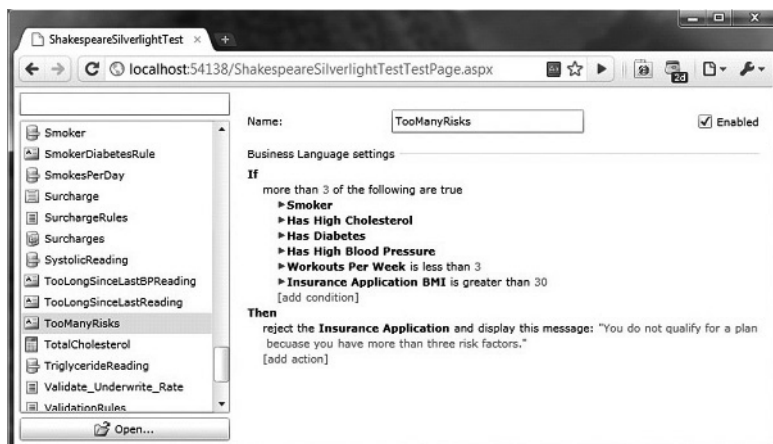 ShakespeareSilverlightTest
localhost:54138/ShakespeareSilverlightTestTestPage.aspx
2d
Smoker
SmokerDiabetesRule
SmokesPerDay
Surcharge
SurchargeRules
Surcharges
SystolicReading
TooLongSinceLastBPReading
TooLongSinceLastReading
TooManyRisks
TotalCholesterol
TriglycerideReading
Validate_Underwrite_Rate
ValidationRules
Open...
Name:
TooManyRisks
Enabled
Business Language settings
If
more than 3 of the following are true
Smoker
Has High Cholesterol
Has Diabetes
Has High Blood Pressure
Workouts Per Week is less than 3
Insurance Application BMI is greater than 30
[add condition]
Then
reject the Insurance Application and display this message: "You do not qualify for a plan
becuase you have more than three risk factors."
[add action]